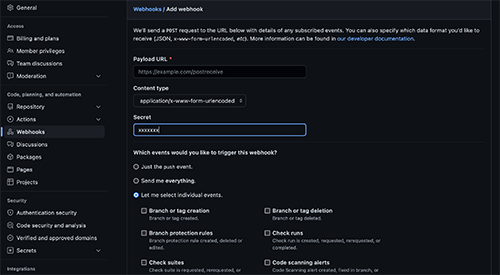 General
Access
Billing and plans
Member privileges
Team discussions
Moderation
Code, planning, and automation
Repository
Actions
Webhooks
Discussions
Packages
Pages
Projects
Security
Authentication security
Code security and analysis
Verified and approved domains
Secrets
Integrations
Webhooks / Add webhook
We'll send a POST request to the URL below with details of any subscribed events. You can also specify which data format you'd like to
receive (JSON, x-www-form-urlencoded, etc). More information can be found in our developer documentation.
Payload URL *
https://example.com/postreceive
Content type
application/x-www-form-urlencoded
Secret
xxxxxxx
Which events would you like to trigger this webhook?
Just the push event.
Send me everything.
Let me select individual events.
Branch or tag creation
Branch or tag created.
Branch or tag deletion
Branch or tag deleted.
Branch protection rules
Branch protection rule created, deleted or
edited.
Check runs
Check run is created, requested, rerequested, or
completed.
Check suites
Check suite is requested, rerequested, or
Code scanning alerts
Code Scanning alert created, fixed in branch, or